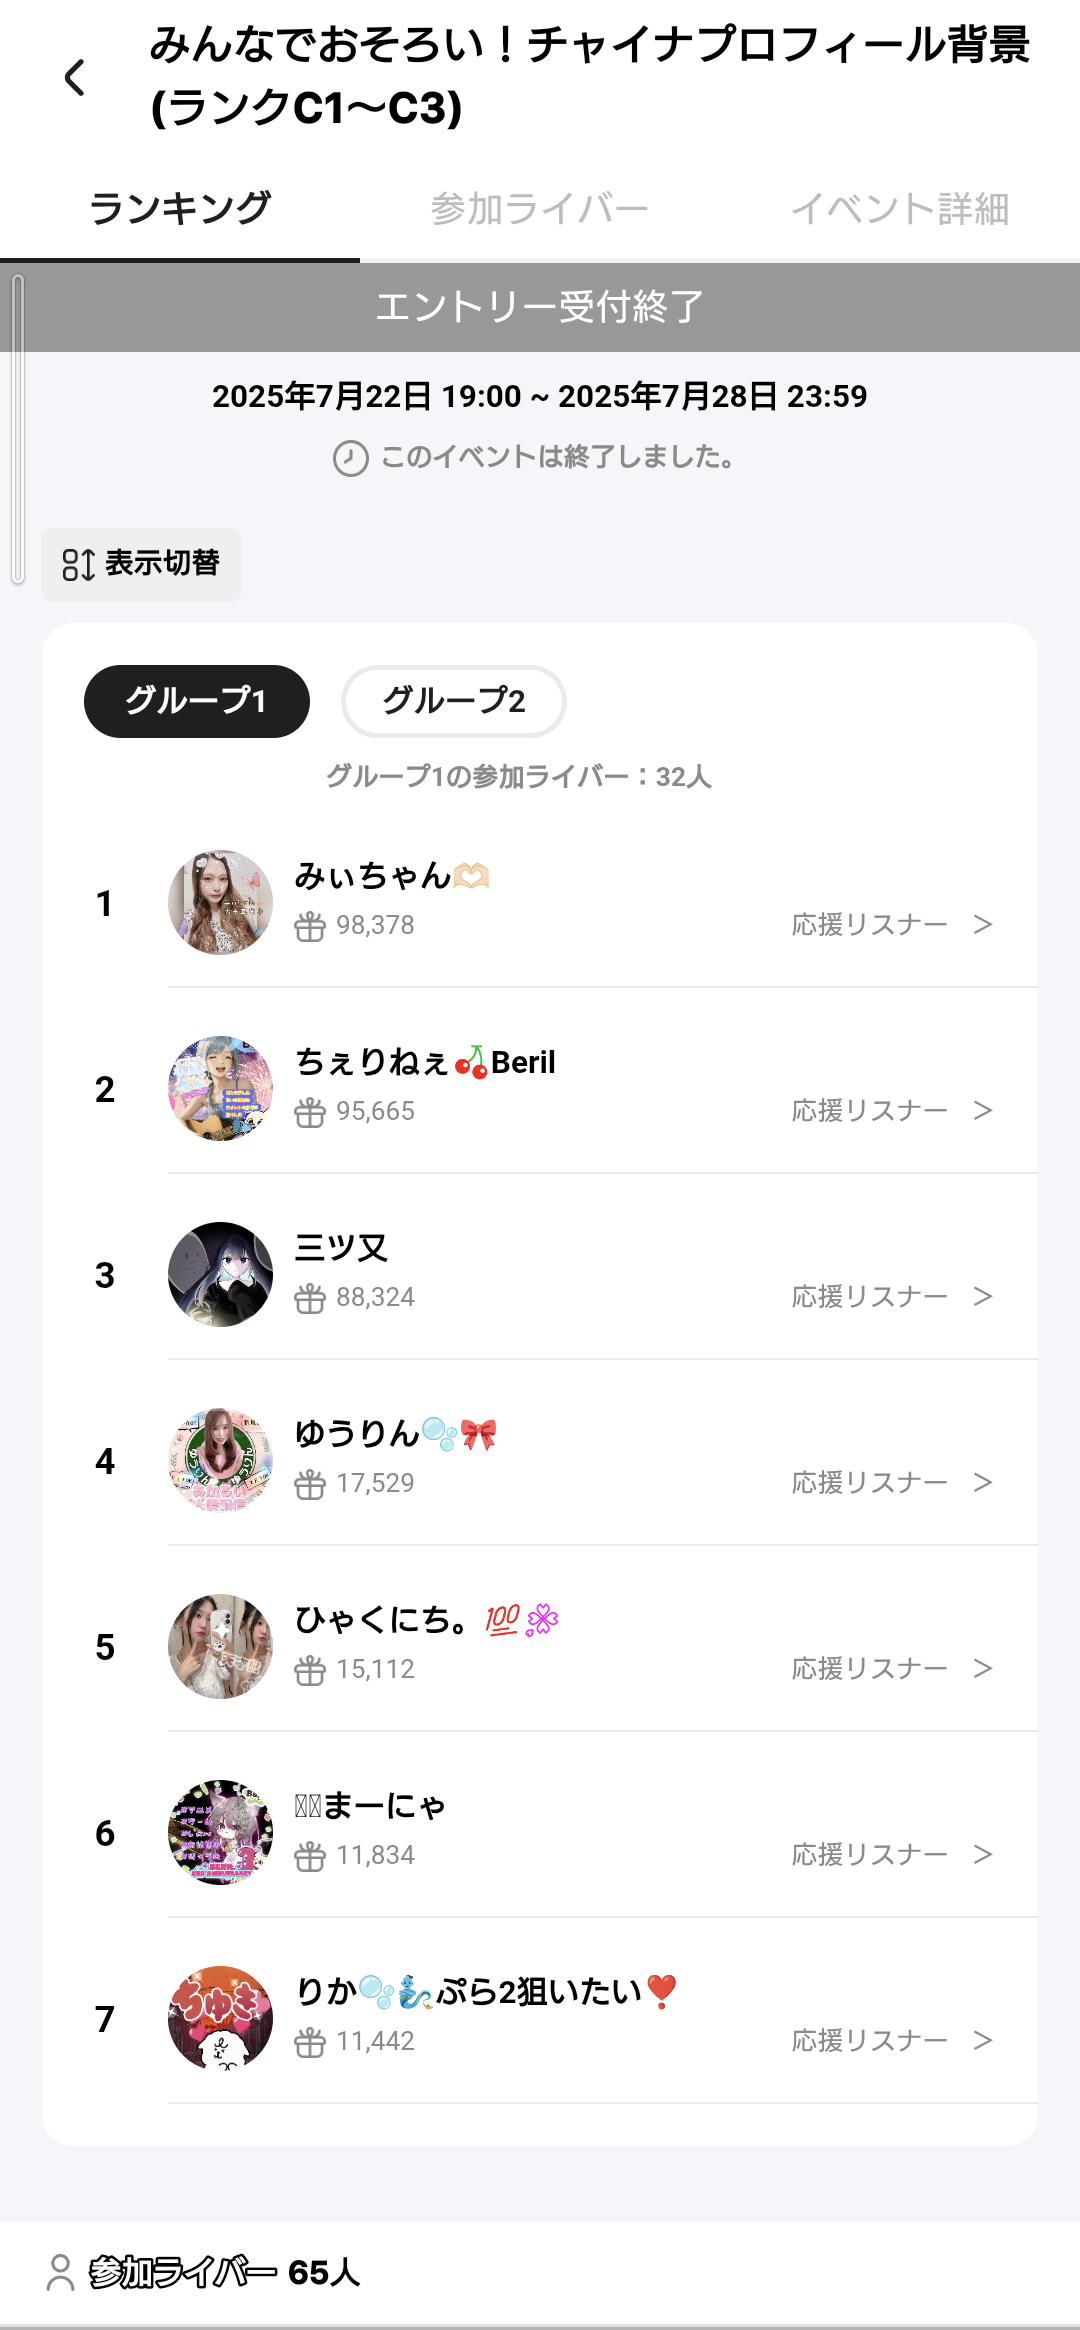 みんなでおそろい！チャイナプロフィール背景
(ランクC1〜C3)
ランキング 参加ライバー イベント詳細
エントリー受付終了
2025年7月22日 19:00 ~ 2025年7月28日 23:59
このイベントは終了しました。
表示切替
グループ1 グループ2
グループ1の参加ライバー：32人
1
みぃちゃん🫶🏻
98,378 応援リスナー ＞
2
ちぇりねぇ🍒Beril
95,665 応援リスナー ＞
3
三ツ又
88,324 応援リスナー ＞
4
ゆうりん🫧🎀
17,529 応援リスナー ＞
5
ひゃくにち。💯
15,112 応援リスナー ＞
6
まーにゃ
11,834 応援リスナー ＞
7
ちゅき
りか🫧🧞‍♂️ぷら2狙いたい❣️
11,442 応援リスナー ＞
参加ライバー 65人